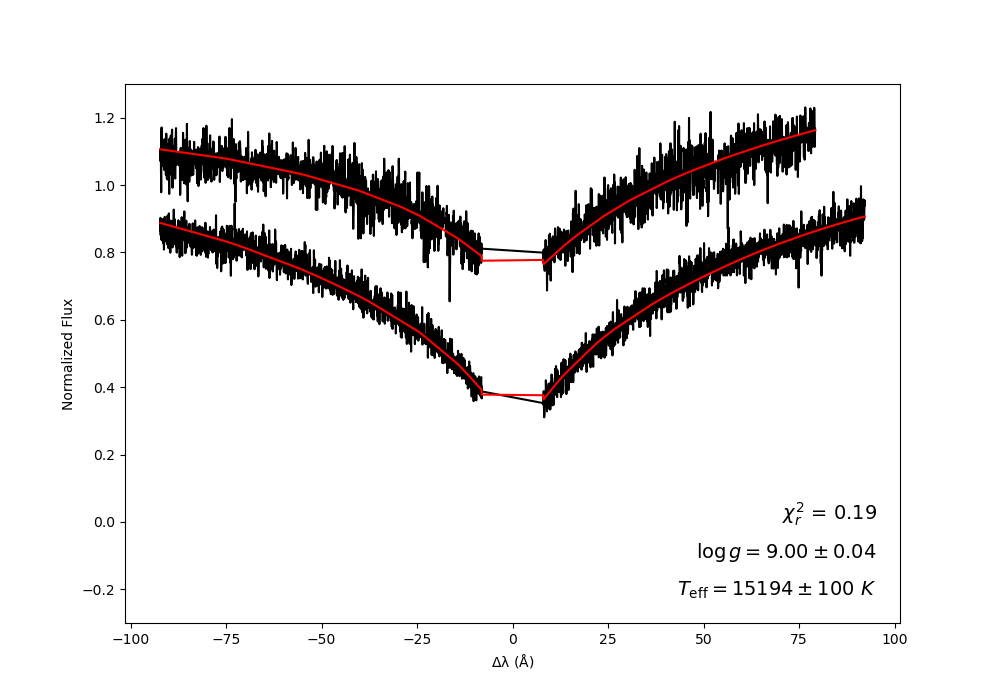 1.2
1.0
0.8
0.6
0.4
0.2
0.0
−0.2
Normalized Flux
χ²ᵣ = 0.19
log g = 9.00 ± 0.04
T_eff = 15194 ± 100 K
−100 −75 −50 −25 0 25 50 75 100
Δλ (Å)